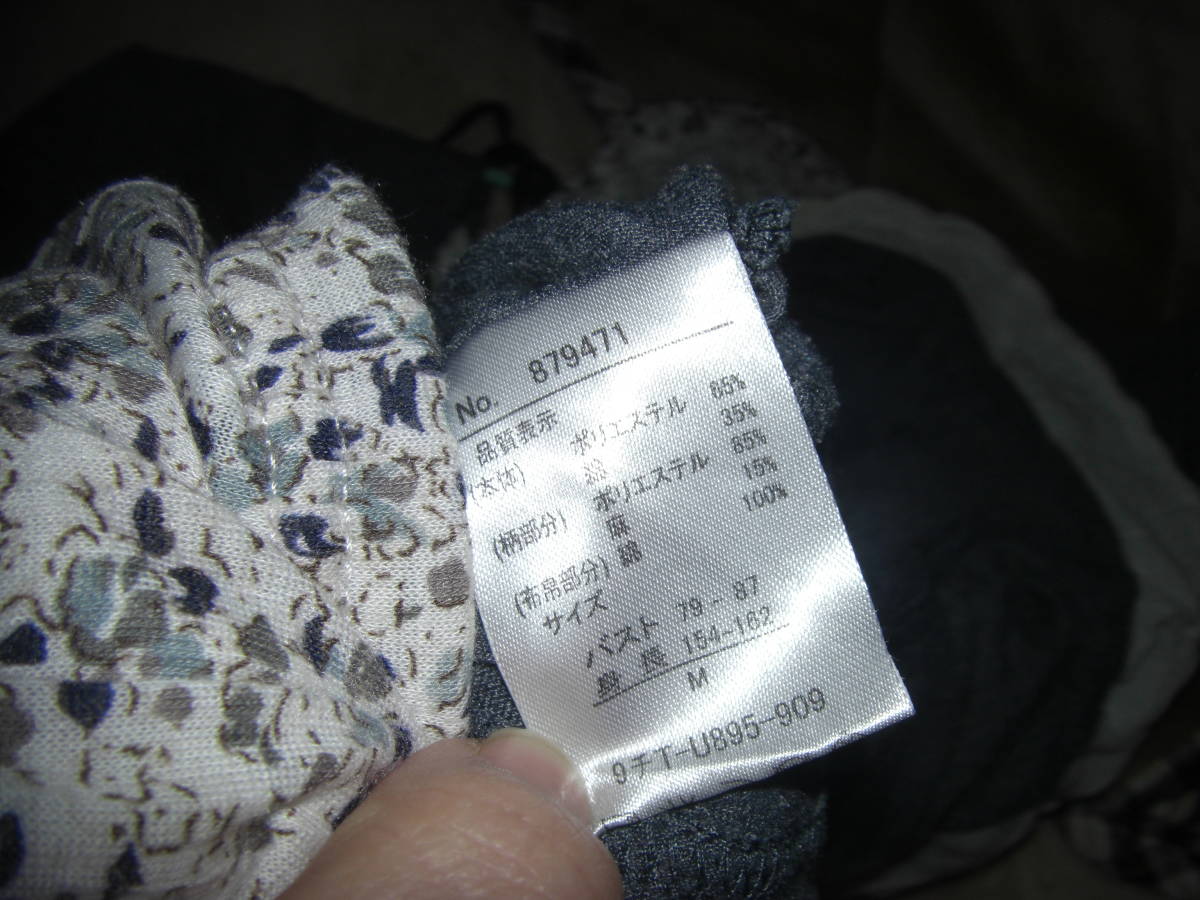 No. 879471
品質表示
(本体) ポリエステル 65%
綿 35%
(柄部分) ポリエステル 85%
麻 15%
(布帛部分) 綿 100%
サイズ
バスト 79-87
身長 154-162
M
9チT-U895-909